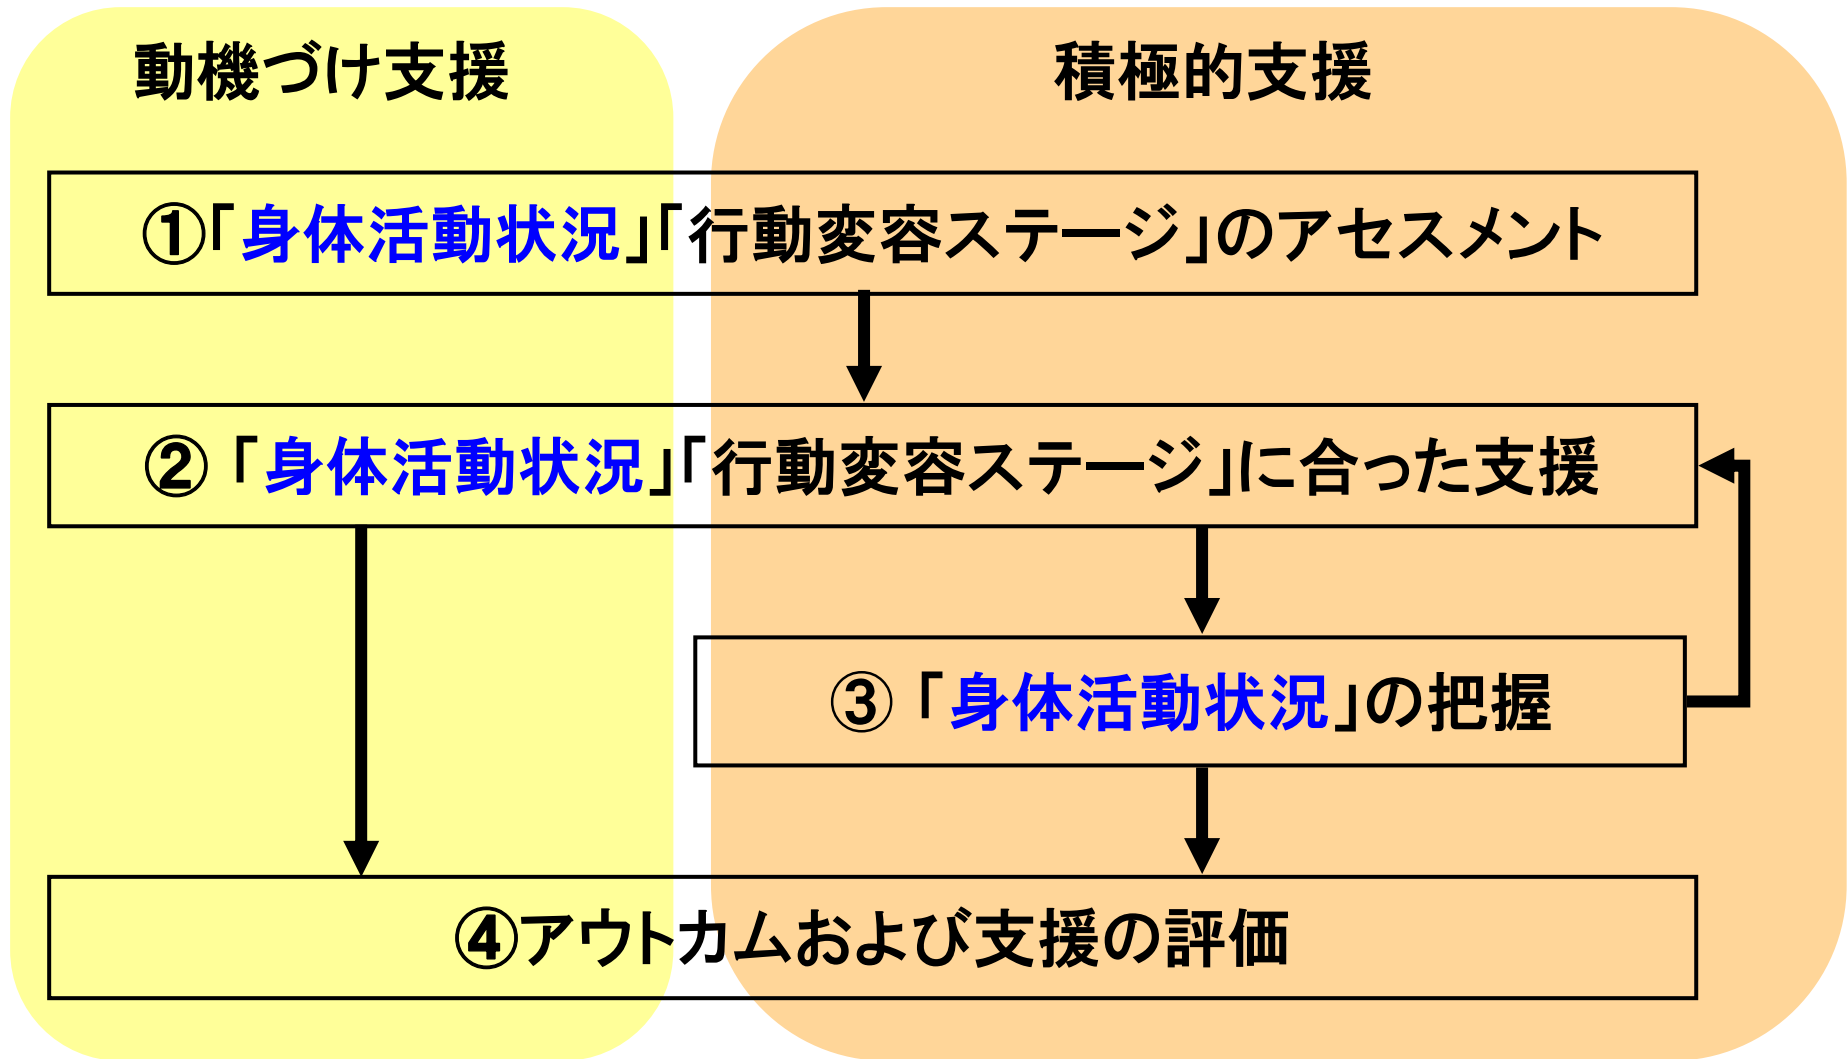 動機づけ支援
積極的支援
①「身体活動状況」「行動変容ステージ」のアセスメント
②「身体活動状況」「行動変容ステージ」に合った支援
③「身体活動状況」の把握
④アウトカムおよび支援の評価